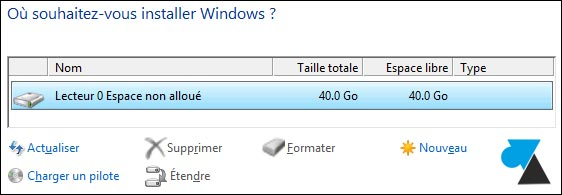 Où souhaitez-vous installer Windows ?
Nom Taille totale Espace libre Type
Lecteur 0 Espace non alloué 40.0 Go 40.0 Go
Actualiser Supprimer Formater Nouveau
Charger un pilote Étendre